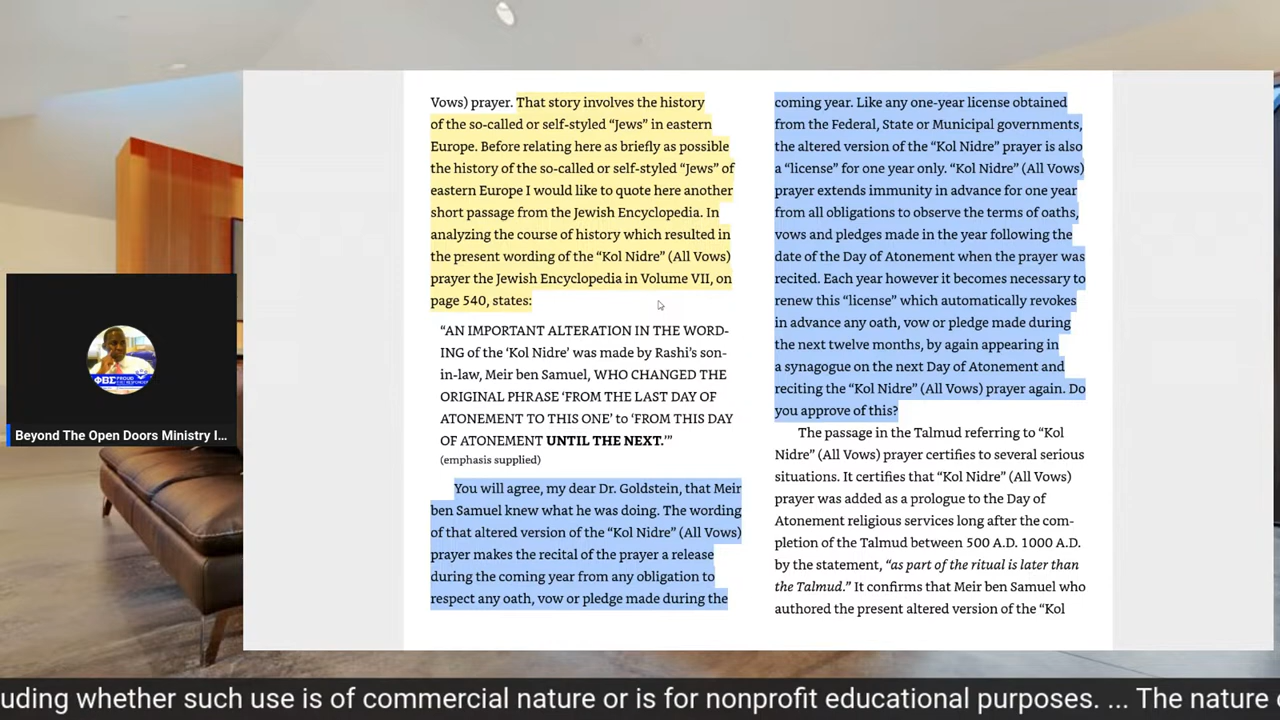 Vows) prayer. That story involves the history
of the so-called or self-styled “Jews” in eastern
Europe. Before relating here as briefly as possible
the history of the so-called or self-styled “Jews” of
eastern Europe I would like to quote here another
short passage from the Jewish Encyclopedia. In
analyzing the course of history which resulted in
the present wording of the “Kol Nidre” (All Vows)
prayer the Jewish Encyclopedia in Volume VII, on
page 540, states:
“AN IMPORTANT ALTERATION IN THE WORD-
ING of the ‘Kol Nidre’ was made by Rashi’s son-
in-law, Meir ben Samuel, WHO CHANGED THE
ORIGINAL PHRASE ‘FROM THE LAST DAY OF
ATONEMENT TO THIS ONE’ to ‘FROM THIS DAY
OF ATONEMENT UNTIL THE NEXT.’”
(emphasis supplied)
You will agree, my dear Dr. Goldstein, that Meir
ben Samuel knew what he was doing. The wording
of that altered version of the “Kol Nidre” (All Vows)
prayer makes the recital of the prayer a release
during the coming year from any obligation to
respect any oath, vow or pledge made during the
coming year. Like any one-year license obtained
from the Federal, State or Municipal governments,
the altered version of the “Kol Nidre” prayer is also
a “license” for one year only. “Kol Nidre” (All Vows)
prayer extends immunity in advance for one year
from all obligations to observe the terms of oaths,
vows and pledges made in the year following the
date of the Day of Atonement when the prayer was
recited. Each year however it becomes necessary to
renew this “license” which automatically revokes
in advance any oath, vow or pledge made during
the next twelve months, by again appearing in
a synagogue on the next Day of Atonement and
reciting the “Kol Nidre” (All Vows) prayer again. Do
you approve of this?
The passage in the Talmud referring to “Kol
Nidre” (All Vows) prayer certifies to several serious
situations. It certifies that “Kol Nidre” (All Vows)
prayer was added as a prologue to the Day of
Atonement religious services long after the com-
pletion of the Talmud between 500 A.D. 1000 A.D.
by the statement, “as part of the ritual is later than
the Talmud.” It confirms that Meir ben Samuel who
authored the present altered version of the “Kol
ΦΒΣ PROUD
Beyond The Open Doors Ministry I...
uding whether such use is of commercial nature or is for nonprofit educational purposes. ... The nature